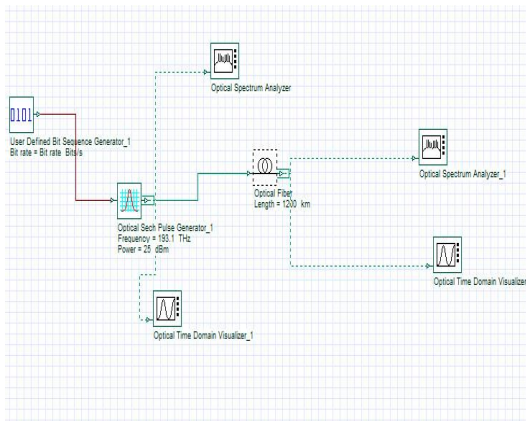 Optical Spectrum Analyzer
0101
User Defined Bit Sequence Generator_1
Bit rate = Bit rate Bits/s
Optical Spectrum Analyzer_1
Optical Fiber
Length = 1200 km
Optical Sech Pulse Generator_1
Frequency = 193.1 THz
Power = 25 dBm
Optical Time Domain Visualizer
Optical Time Domain Visualizer_1